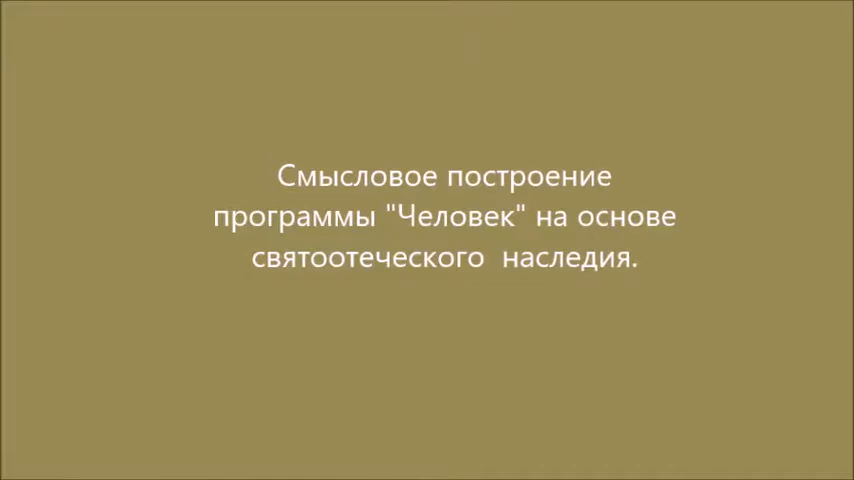 Смысловое построение
программы "Человек" на основе
святоотеческого наследия.